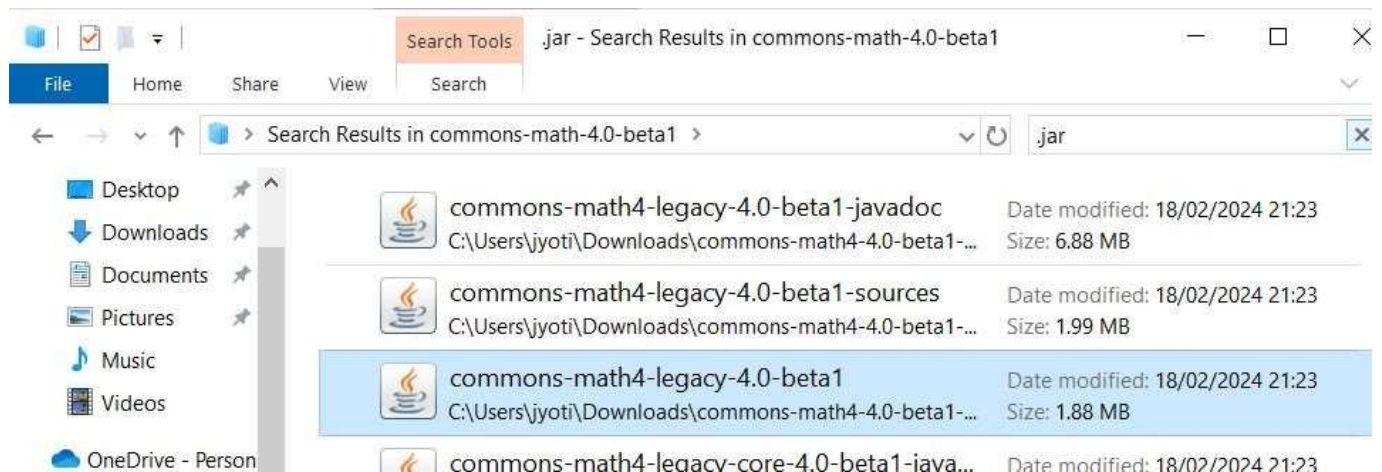 Search Tools
.jar - Search Results in commons-math-4.0-beta1
File Home Share View Search
Search Results in commons-math-4.0-beta1
.jar
Desktop
Downloads
Documents
Pictures
Music
Videos
OneDrive - Person
commons-math4-legacy-4.0-beta1-javadoc
C:\Users\jyoti\Downloads\commons-math4-4.0-beta1-...
Date modified: 18/02/2024 21:23
Size: 6.88 MB
commons-math4-legacy-4.0-beta1-sources
C:\Users\jyoti\Downloads\commons-math4-4.0-beta1-...
Date modified: 18/02/2024 21:23
Size: 1.99 MB
commons-math4-legacy-4.0-beta1
C:\Users\jyoti\Downloads\commons-math4-4.0-beta1-...
Date modified: 18/02/2024 21:23
Size: 1.88 MB
commons-math4-legacy-core-4.0-beta1-java...
Date modified: 18/02/2024 21:23